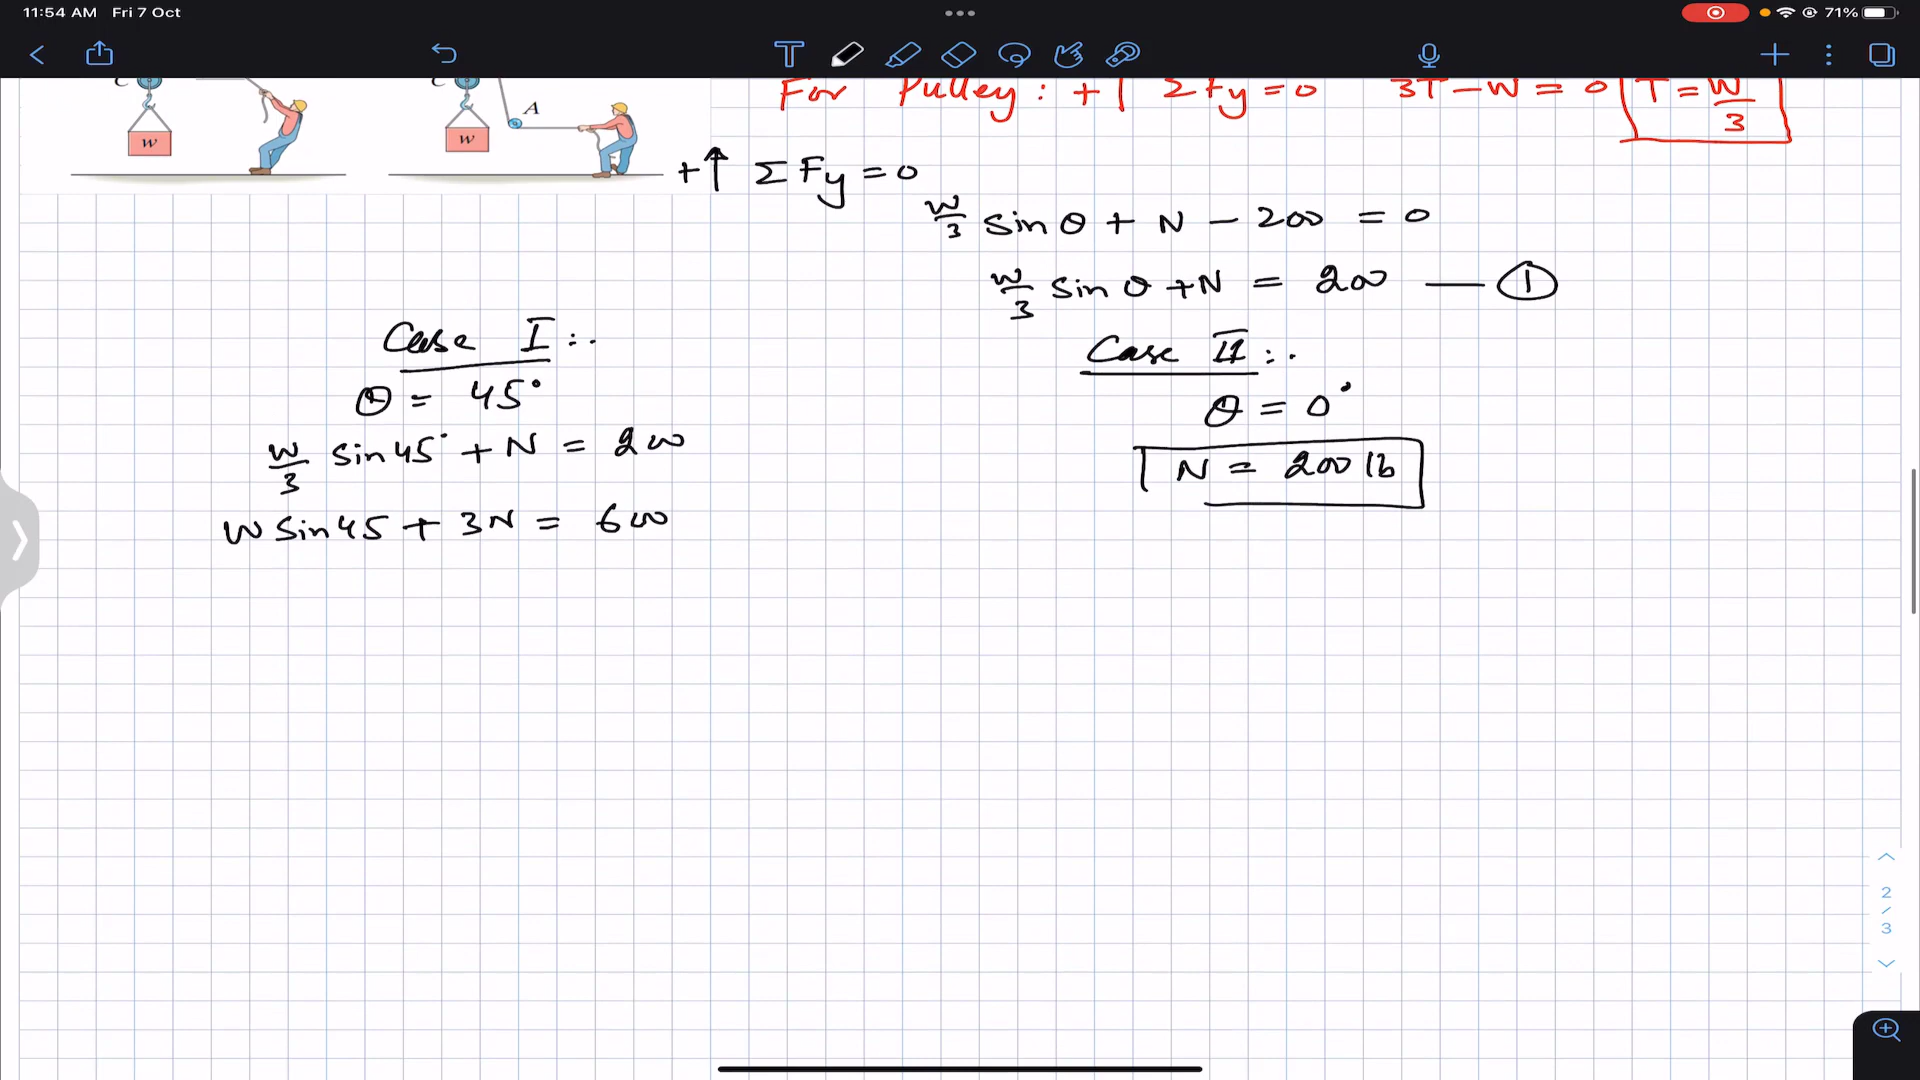 11:54 AM Fri 7 Oct 71%
For Pulley : +↑ ΣFy = 0 3T - W = 0 T = W/3
C W
C A W
+↑ ΣFy = 0
W/3 sin θ + N - 200 = 0
W/3 sin θ + N = 200 — ①
Case I :.
θ = 45°
W/3 sin 45° + N = 200
W sin 45 + 3N = 600
Case II :.
θ = 0°
N = 200 lb
2/3